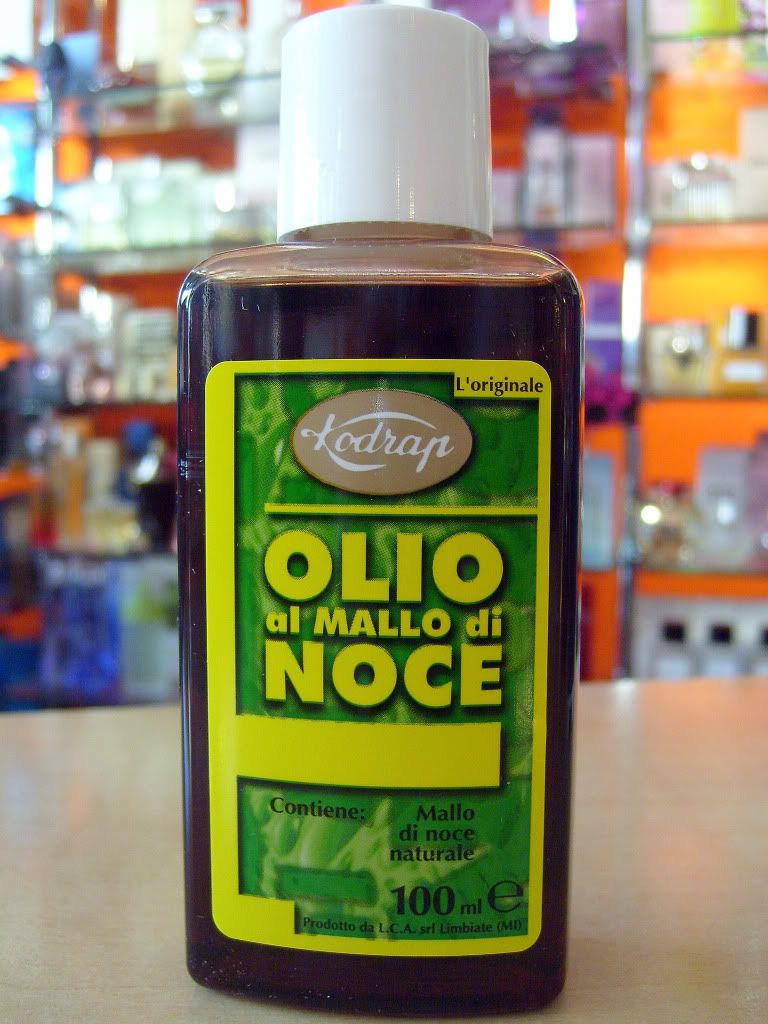 L'originale
Kodrap
OLIO
al MALLO di
NOCE
Contiene: Mallo
di noce
naturale
100 ml e
Prodotto da L.C.A. srl Limbiate (MI)